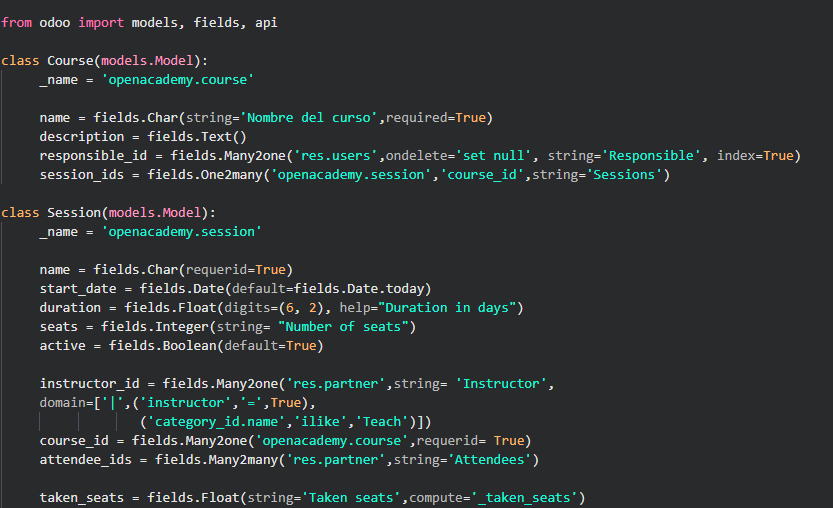 from odoo import models, fields, api
class Course(models.Model):
_name = 'openacademy.course'
name = fields.Char(string='Nombre del curso',required=True)
description = fields.Text()
responsible_id = fields.Many2one('res.users',ondelete='set null', string='Responsible', index=True)
session_ids = fields.One2many('openacademy.session','course_id',string='Sessions')
class Session(models.Model):
_name = 'openacademy.session'
name = fields.Char(requerid=True)
start_date = fields.Date(default=fields.Date.today)
duration = fields.Float(digits=(6, 2), help="Duration in days")
seats = fields.Integer(string= "Number of seats")
active = fields.Boolean(default=True)
instructor_id = fields.Many2one('res.partner',string= 'Instructor',
domain=['|',('instructor','=',True),
('category_id.name','ilike','Teach')])
course_id = fields.Many2one('openacademy.course',requerid= True)
attendee_ids = fields.Many2many('res.partner',string='Attendees')
taken_seats = fields.Float(string='Taken seats',compute='_taken_seats')